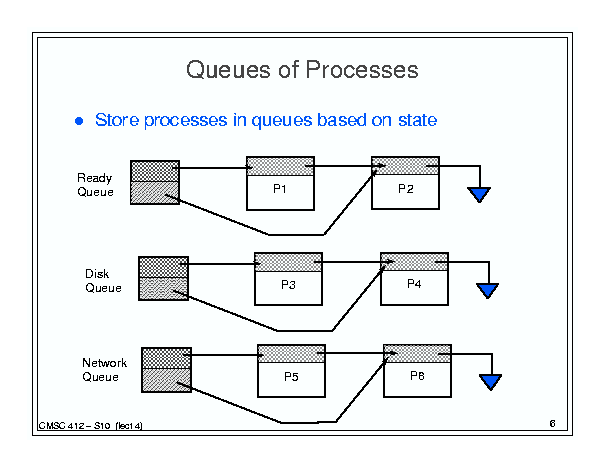 Queues of Processes
● Store processes in queues based on state
Ready
Queue
P1
P2
Disk
Queue
P3
P4
Network
Queue
P5
P6
CMSC 412 – S10 (lect 4)
6